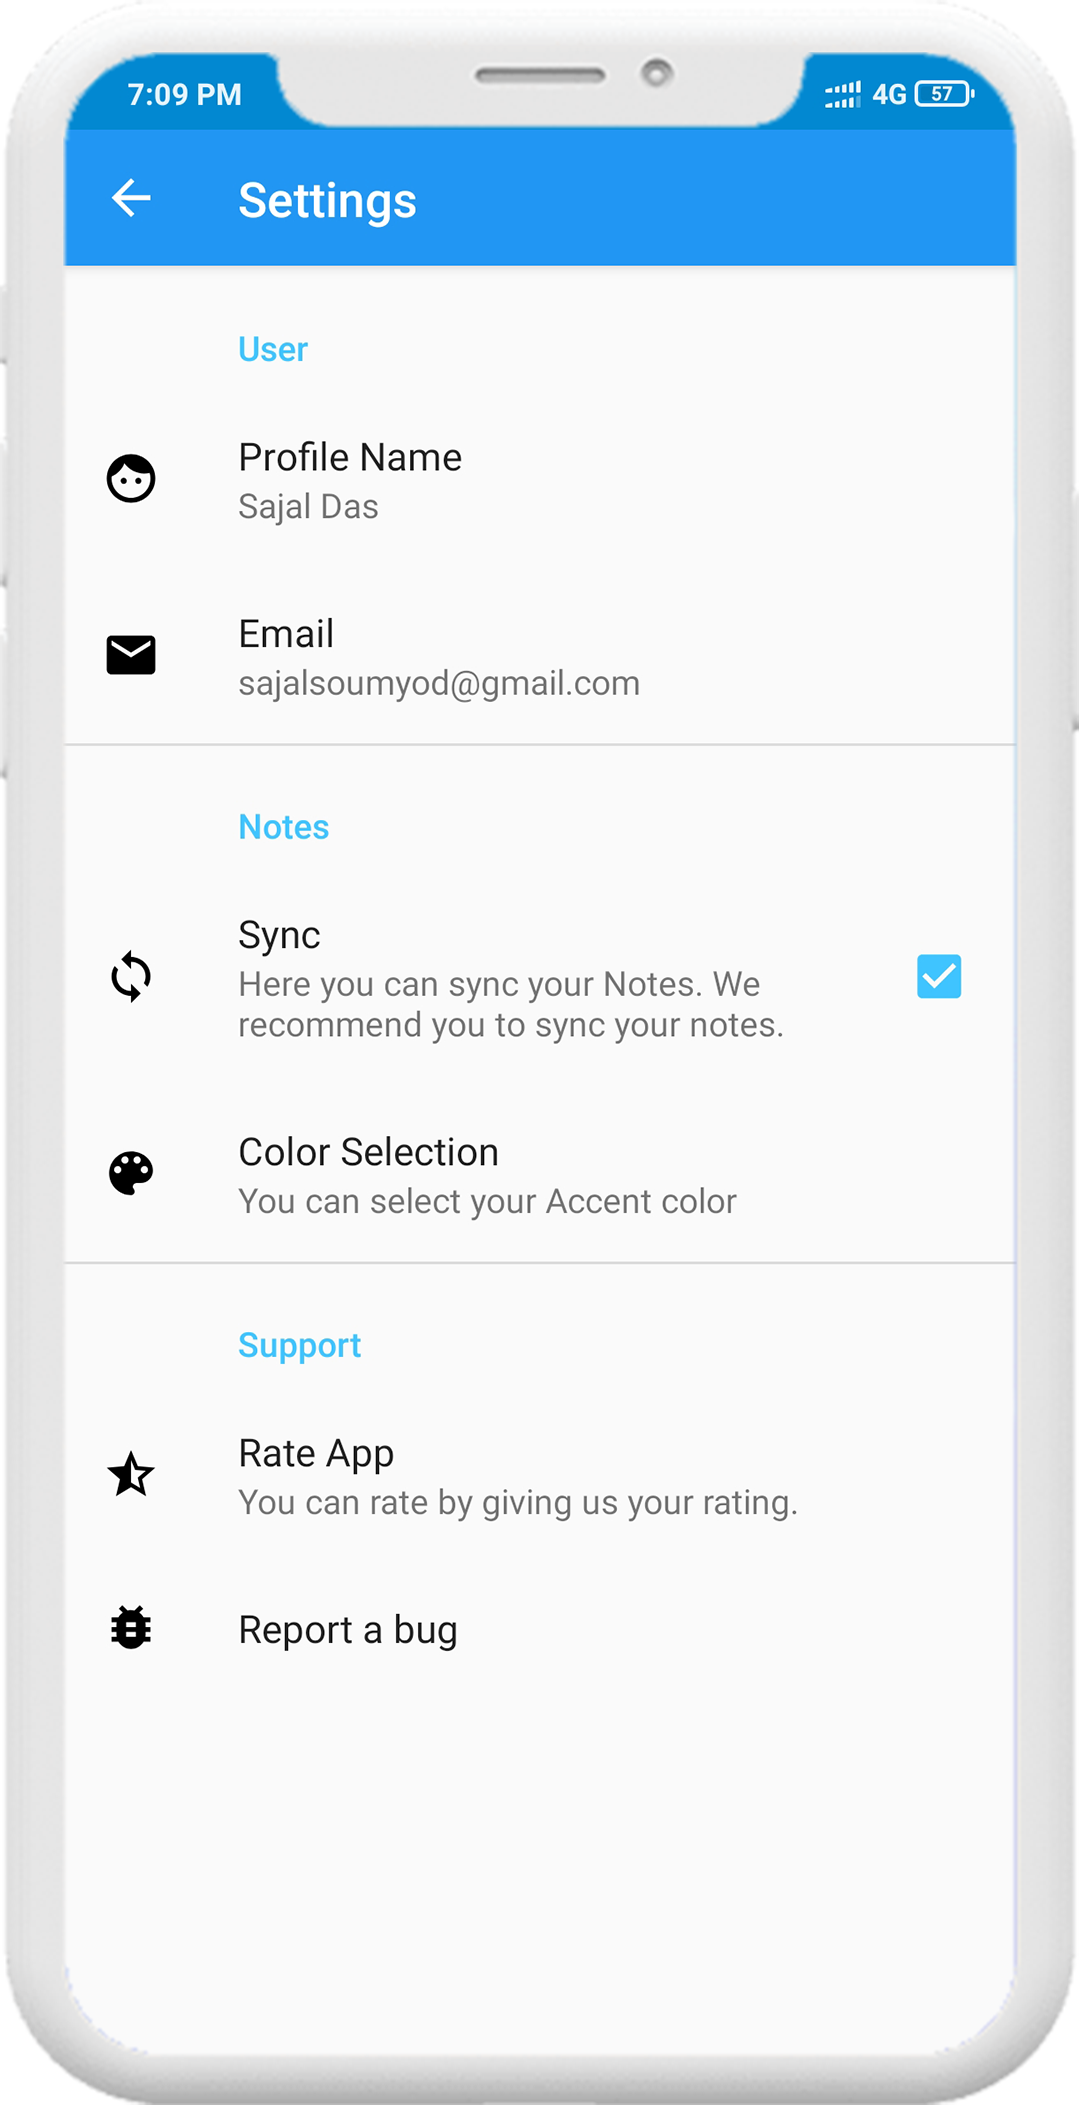 7:09 PM
4G 57
Settings
User
Profile Name
Sajal Das
Email
sajalsoumyod@gmail.com
Notes
Sync
Here you can sync your Notes. We
recommend you to sync your notes.
Color Selection
You can select your Accent color
Support
Rate App
You can rate by giving us your rating.
Report a bug